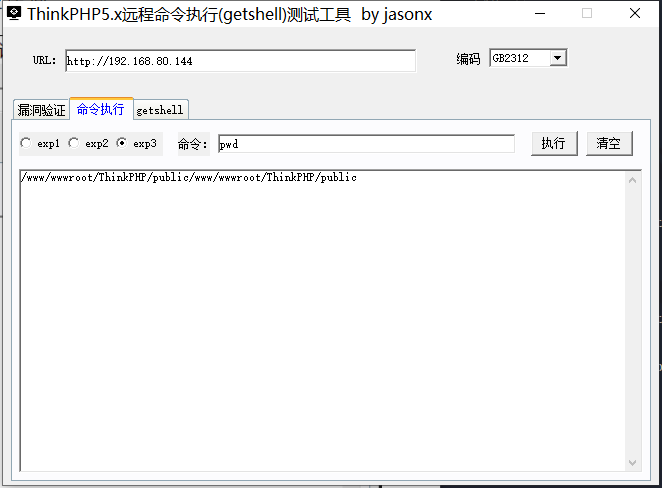 ThinkPHP5.x远程命令执行(getshell)测试工具 by jasonx
URL: http://192.168.80.144 编码 GB2312
漏洞验证 命令执行 getshell
exp1 exp2 exp3 命令: pwd 执行 清空
/www/wwwroot/ThinkPHP/public/www/wwwroot/ThinkPHP/public